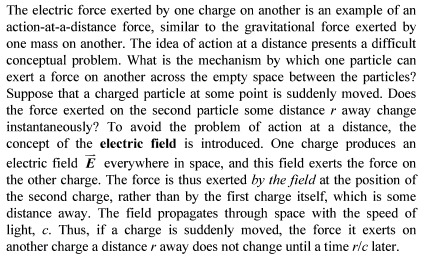 The electric force exerted by one charge on another is an example of an
action-at-a-distance force, similar to the gravitational force exerted by
one mass on another. The idea of action at a distance presents a difficult
conceptual problem. What is the mechanism by which one particle can
exert a force on another across the empty space between the particles?
Suppose that a charged particle at some point is suddenly moved. Does
the force exerted on the second particle some distance r away change
instantaneously? To avoid the problem of action at a distance, the
concept of the electric field is introduced. One charge produces an
electric field E⃗ everywhere in space, and this field exerts the force on
the other charge. The force is thus exerted by the field at the position of
the second charge, rather than by the first charge itself, which is some
distance away. The field propagates through space with the speed of
light, c. Thus, if a charge is suddenly moved, the force it exerts on
another charge a distance r away does not change until a time r/c later.